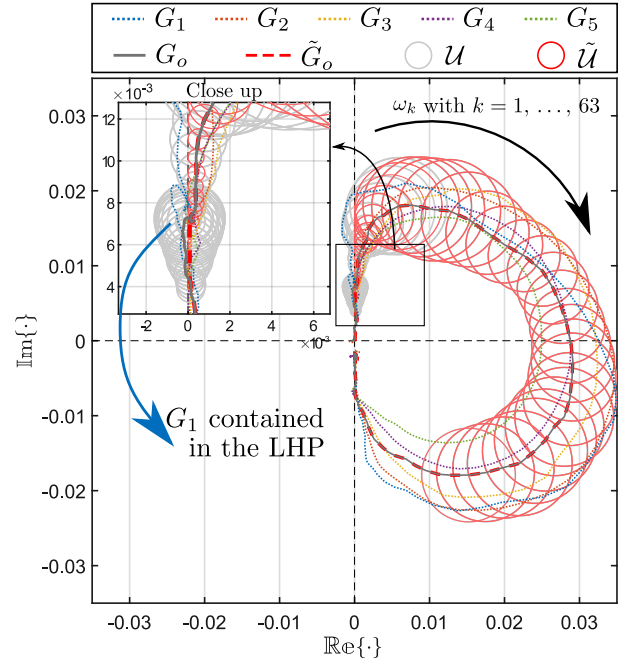 G₁ G₂ G₃ G₄ G₅
Gₒ G̃ₒ 𝒰 𝒰̃
Close up
×10⁻³
12
10
8
6
4
-2 0 2 4 6
×10⁻³
ωₖ with k = 1, …, 63
G₁ contained
in the LHP
0.03
0.02
0.01
0
-0.01
-0.02
-0.03
𝕀m{·}
-0.03 -0.02 -0.01 0 0.01 0.02 0.03
ℝe{·}